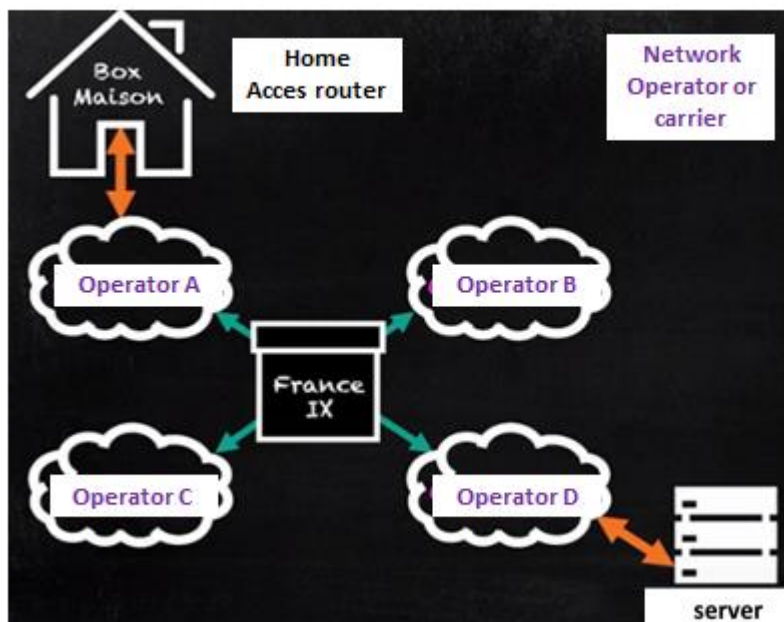 Box
Maison
Home
Acces router
Network
Operator or
carrier
Operator A
Operator B
France
IX
Operator C
Operator D
server